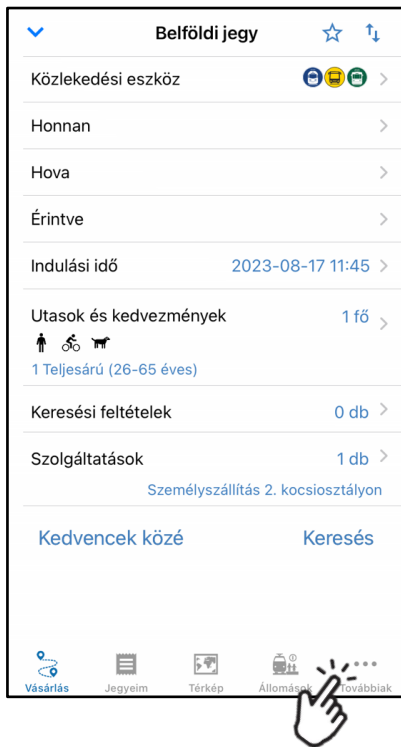 Belföldi jegy
Közlekedési eszköz
Honnan
Hova
Érintve
Indulási idő 2023-08-17 11:45
Utasok és kedvezmények 1 fő
1 Teljesárú (26-65 éves)
Keresési feltételek 0 db
Szolgáltatások 1 db
Személyszállítás 2. kocsiosztályon
Kedvencek közé Keresés
Vásárlás Jegyeim Térkép Állomások Továbbiak